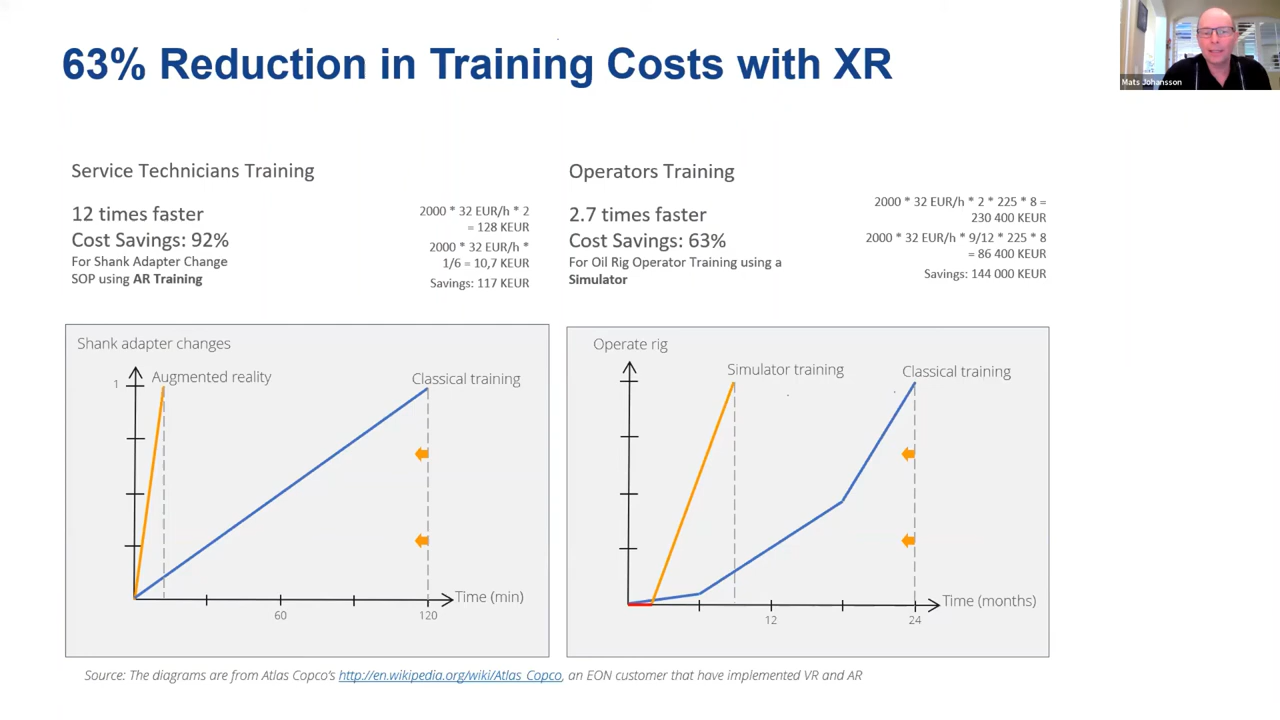 63% Reduction in Training Costs with XR
Mats Johansson
Service Technicians Training
12 times faster
Cost Savings: 92%
For Shank Adapter Change
SOP using AR Training
2000 * 32 EUR/h * 2
= 128 KEUR
2000 * 32 EUR/h *
1/6 = 10,7 KEUR
Savings: 117 KEUR
Operators Training
2.7 times faster
Cost Savings: 63%
For Oil Rig Operator Training using a
Simulator
2000 * 32 EUR/h * 2 * 225 * 8 =
230 400 KEUR
2000 * 32 EUR/h * 9/12 * 225 * 8
= 86 400 KEUR
Savings: 144 000 KEUR
Shank adapter changes
1
Augmented reality
Classical training
Time (min)
60
120
Operate rig
Simulator training
Classical training
Time (months)
12
24
Source: The diagrams are from Atlas Copco's http://en.wikipedia.org/wiki/Atlas_Copco, an EON customer that have implemented VR and AR